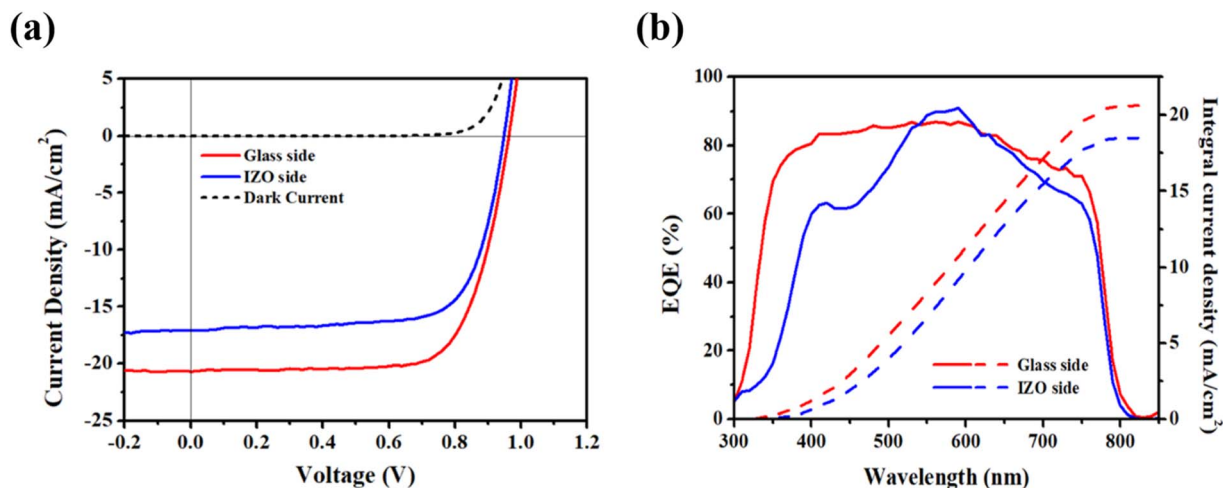 (a)
5
0
-5
-10
-15
-20
-25
Current Density (mA/cm²)
Glass side
IZO side
Dark Current
-0.2 0.0 0.2 0.4 0.6 0.8 1.0 1.2
Voltage (V)
(b)
100
80
60
40
20
0
EQE (%)
Glass side
IZO side
20
15
10
5
0
Integral current density (mA/cm²)
300 400 500 600 700 800
Wavelength (nm)